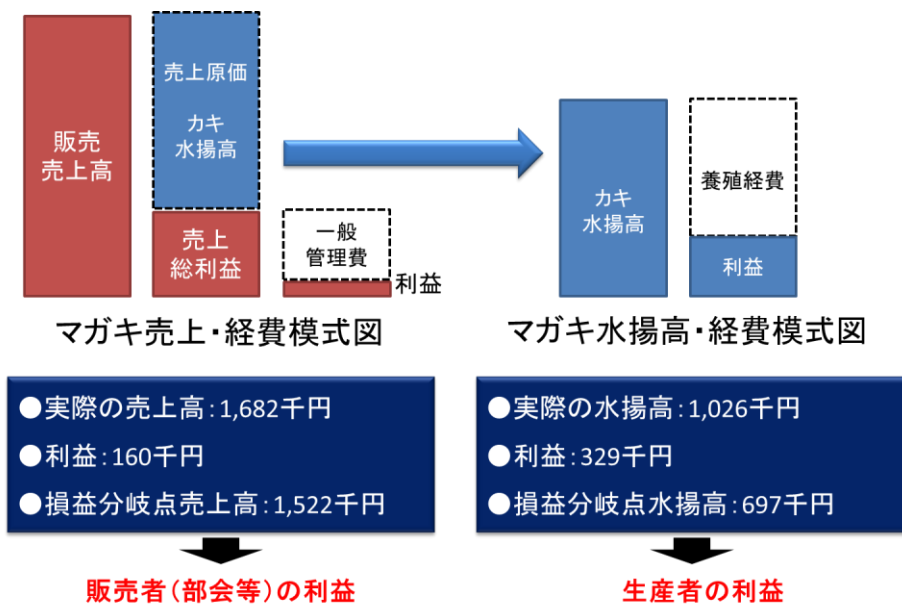 販売
売上高
売上原価
カキ
水揚高
売上
総利益
一般
管理費
利益
カキ
水揚高
養殖経費
利益
マガキ売上・経費模式図
マガキ水揚高・経費模式図
●実際の売上高:1,682千円
●利益:160千円
●損益分岐点売上高:1,522千円
●実際の水揚高:1,026千円
●利益:329千円
●損益分岐点水揚高:697千円
販売者(部会等)の利益
生産者の利益